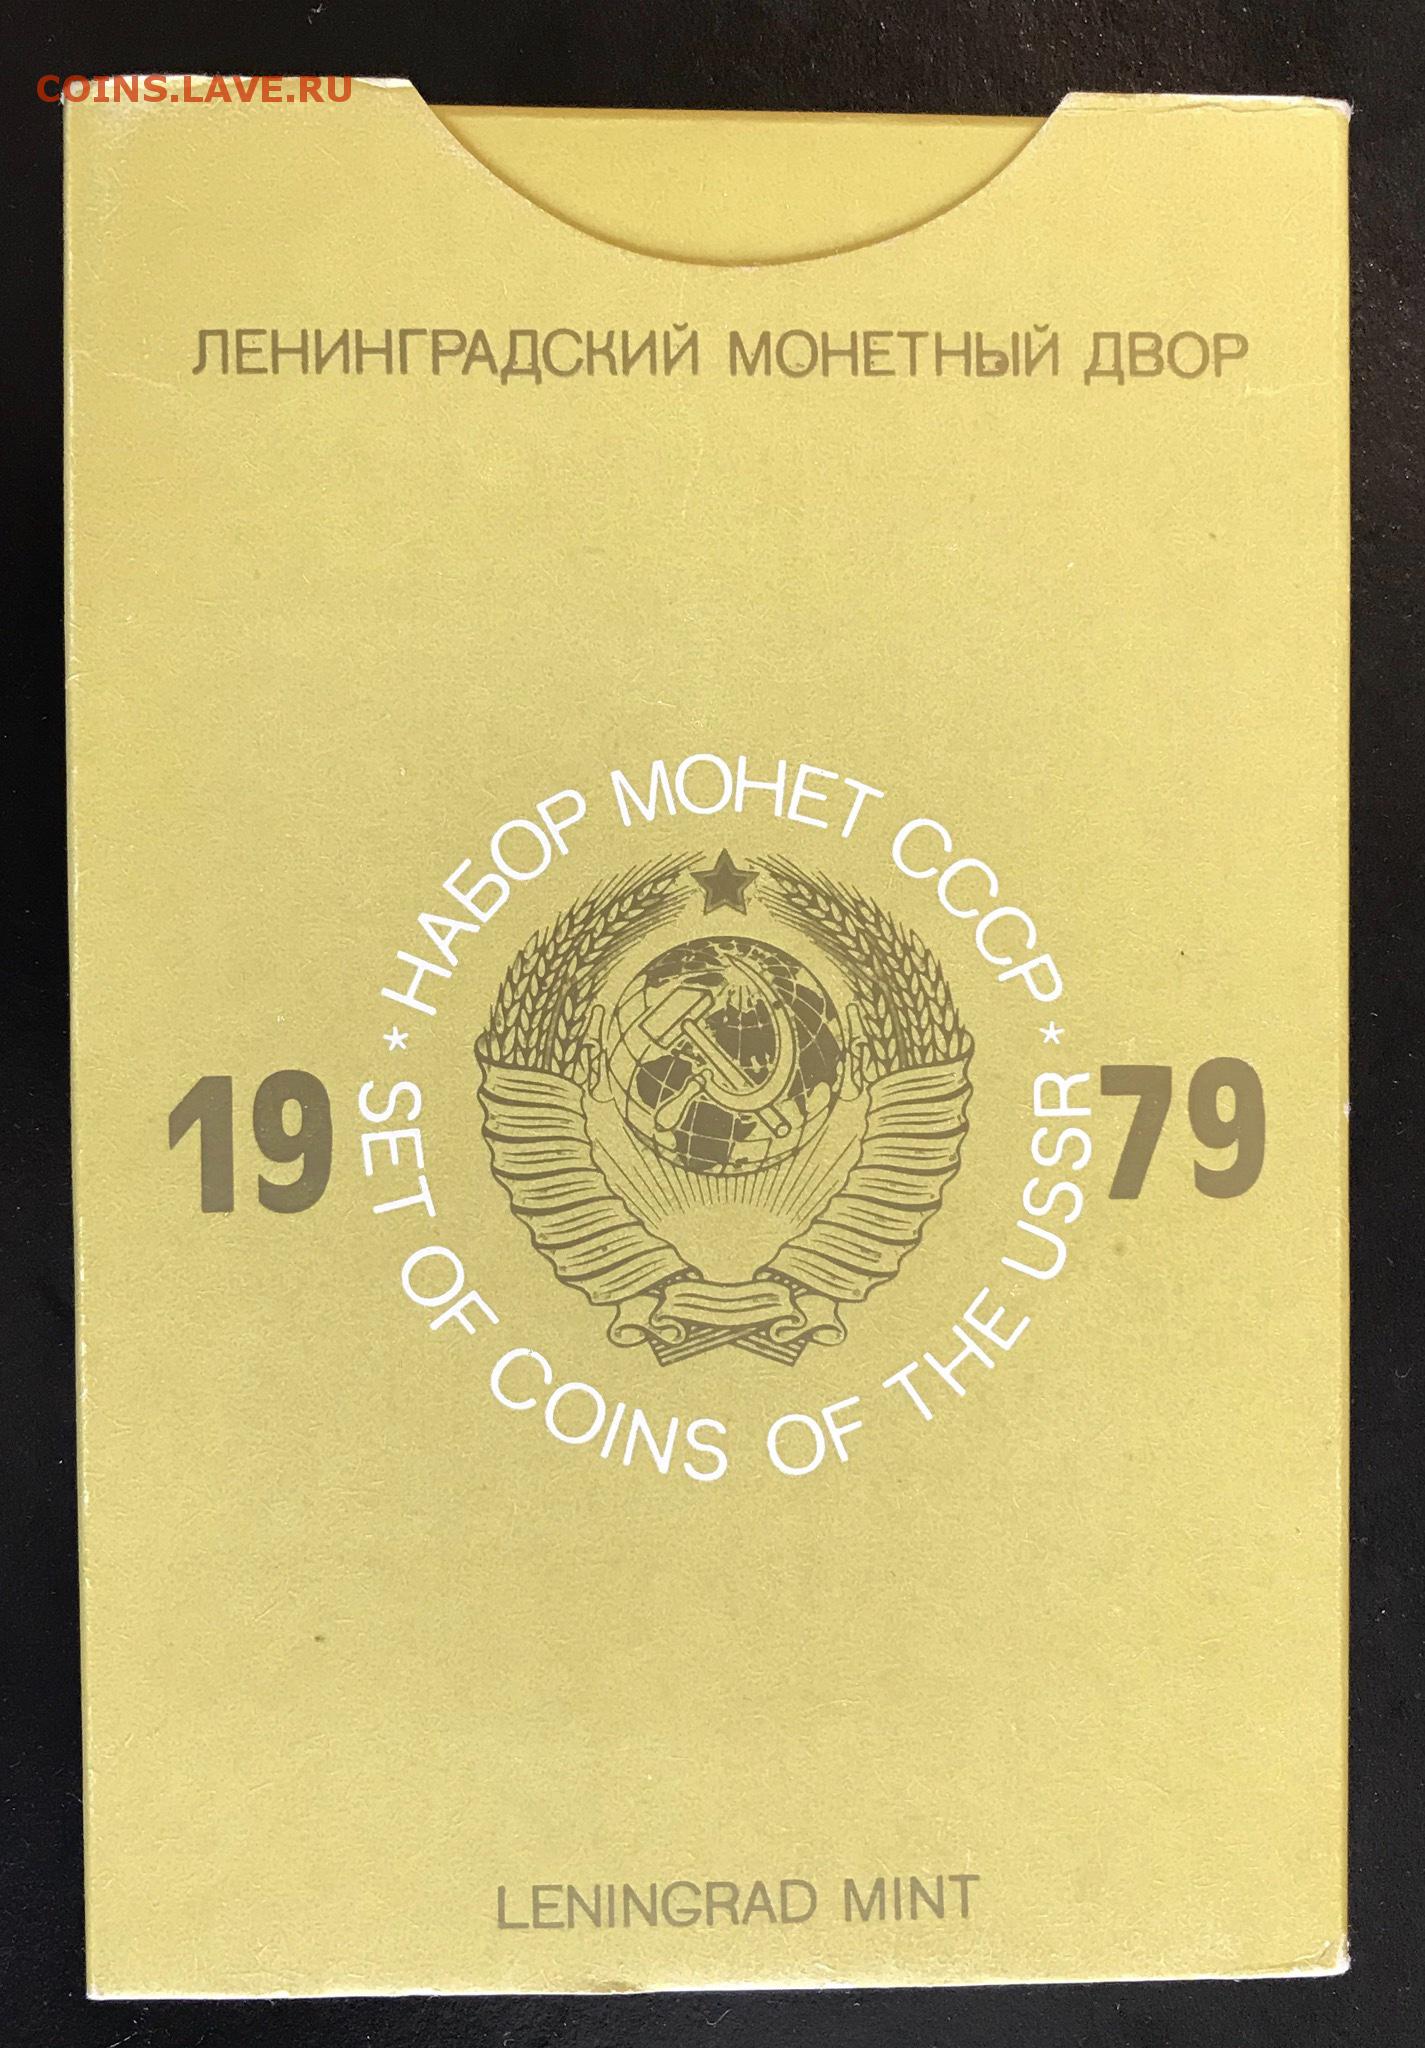 COINS.LAVE.RU
ЛЕНИНГРАДСКИЙ МОНЕТНЫЙ ДВОР
* НАБОР МОНЕТ СССР *
19 79
SET OF COINS OF THE USSR
LENINGRAD MINT